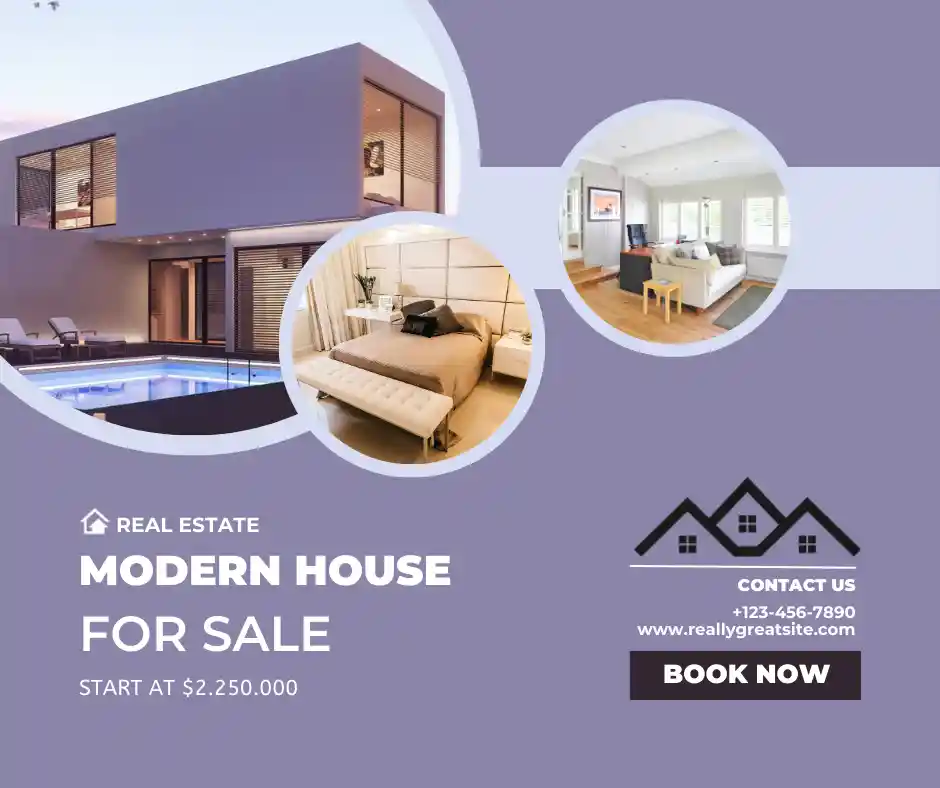 REAL ESTATE
MODERN HOUSE
FOR SALE
START AT $2.250.000
CONTACT US
+123-456-7890
www.reallygreatsite.com
BOOK NOW